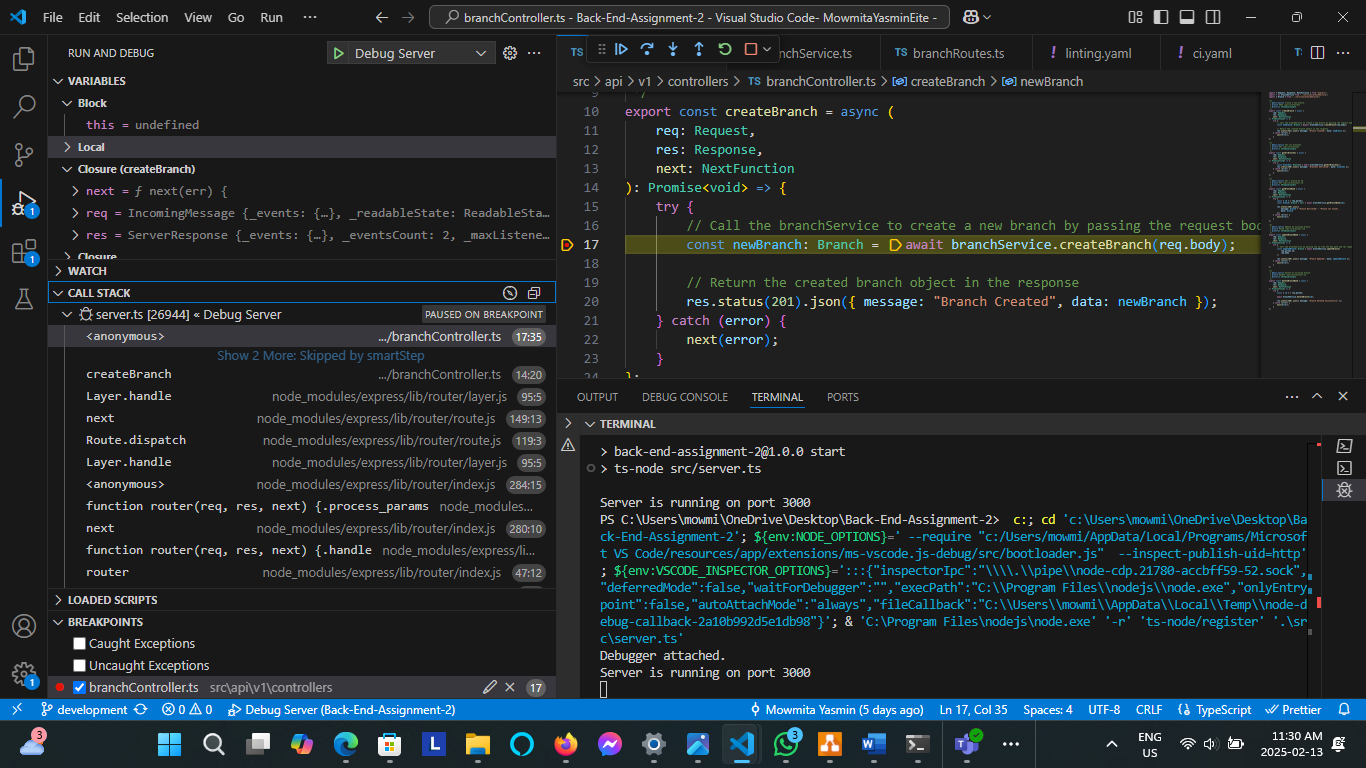 File Edit Selection View Go Run ··· branchController.ts - Back-End-Assignment-2 - Visual Studio Code- MowmitaYasminEite -
RUN AND DEBUG Debug Server ···
VARIABLES
Block
this = undefined
Local
Closure (createBranch)
next = ƒ next(err) {
req = IncomingMessage {_events: {…}, _readableState: ReadableSta…
res = ServerResponse {_events: {…}, _eventsCount: 2, _maxListene…
Closure
WATCH
CALL STACK
server.ts [26944] « Debug Server PAUSED ON BREAKPOINT
<anonymous> .../branchController.ts 17:35
Show 2 More: Skipped by smartStep
createBranch .../branchController.ts 14:20
Layer.handle node_modules/express/lib/router/layer.js 95:5
next node_modules/express/lib/router/route.js 149:13
Route.dispatch node_modules/express/lib/router/route.js 119:3
Layer.handle node_modules/express/lib/router/layer.js 95:5
<anonymous> node_modules/express/lib/router/index.js 284:15
function router(req, res, next) {.process_params node_modules...
next node_modules/express/lib/router/index.js 280:10
function router(req, res, next) {.handle node_modules/express/li...
router node_modules/express/lib/router/index.js 47:12
LOADED SCRIPTS
BREAKPOINTS
Caught Exceptions
Uncaught Exceptions
branchController.ts src\api\v1\controllers 17
1
1
1
TS chService.ts TS branchRoutes.ts ! linting.yaml ! ci.yaml
src > api > v1 > controllers > TS branchController.ts > createBranch > newBranch
9 */
10 export const createBranch = async (
11 req: Request,
12 res: Response,
13 next: NextFunction
14 ): Promise<void> => {
15 try {
16 // Call the branchService to create a new branch by passing the request bod
17 const newBranch: Branch = await branchService.createBranch(req.body);
18
19 // Return the created branch object in the response
20 res.status(201).json({ message: "Branch Created", data: newBranch });
21 } catch (error) {
22 next(error);
23 }
24 };
OUTPUT DEBUG CONSOLE TERMINAL PORTS ···
TERMINAL
> back-end-assignment-2@1.0.0 start
> ts-node src/server.ts
Server is running on port 3000
PS C:\Users\mowmi\OneDrive\Desktop\Back-End-Assignment-2> c:; cd 'c:\Users\mowmi\OneDrive\Desktop\Ba
ck-End-Assignment-2'; ${env:NODE_OPTIONS}=' --require "c:/Users/mowmi/AppData/Local/Programs/Microsof
t VS Code/resources/app/extensions/ms-vscode.js-debug/src/bootloader.js" --inspect-publish-uid=http'
; ${env:VSCODE_INSPECTOR_OPTIONS}=':::{"inspectorIpc":"\\\\.\\pipe\\node-cdp.21780-accbff59-52.sock",
"deferredMode":false,"waitForDebugger":"","execPath":"C:\\Program Files\\nodejs\\node.exe","onlyEntry
point":false,"autoAttachMode":"always","fileCallback":"C:\\Users\\mowmi\\AppData\\Local\\Temp\\node-d
ebug-callback-2a10b992d5e1db98"}'; & 'C:\Program Files\nodejs\node.exe' '-r' 'ts-node/register' '.\sr
c\server.ts'
Debugger attached.
Server is running on port 3000
development 0 0 Debug Server (Back-End-Assignment-2) Mowmita Yasmin (5 days ago) Ln 17, Col 35 Spaces: 4 UTF-8 CRLF TypeScript Prettier
3 L 3 W ··· ENG 11:30 AM
US 2025-02-13